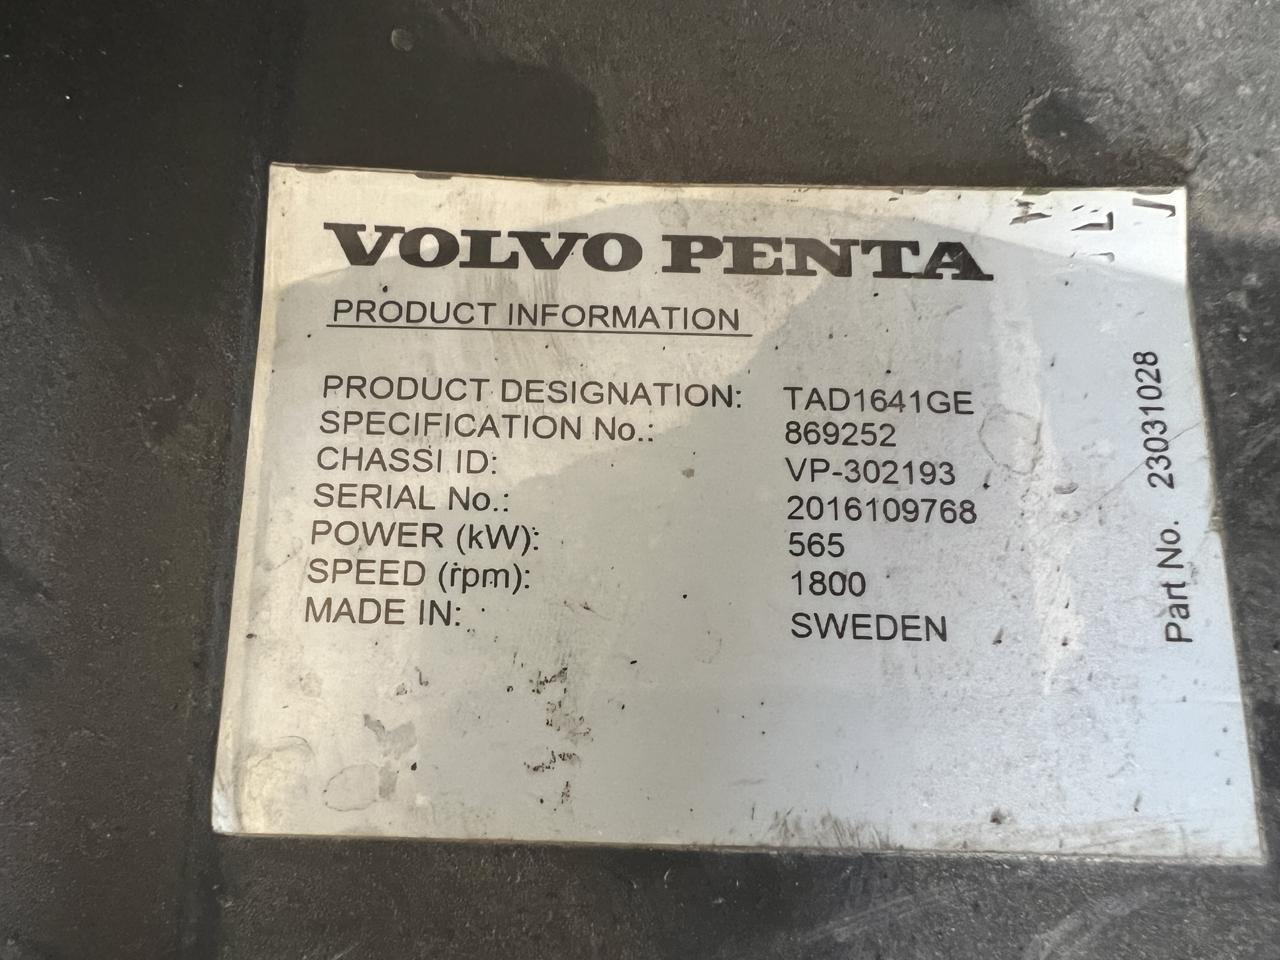 VOLVO PENTA
PRODUCT INFORMATION
PRODUCT DESIGNATION: TAD1641GE
SPECIFICATION No.: 869252
CHASSI ID: VP-302193
SERIAL No.: 2016109768
POWER (kW): 565
SPEED (rpm): 1800
MADE IN: SWEDEN
Part No. 23031028